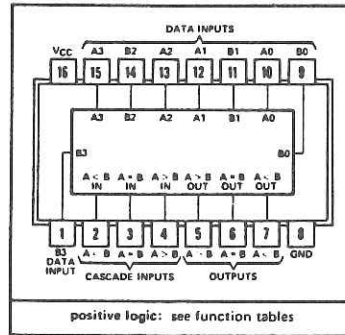 DATA INPUTS
VCC A3 B2 A2 A1 B1 A0 B0
16 15 14 13 12 11 10 9
A3 B2 A2 A1 B1 A0
B3 B0
A < B A = B A > B A > B A = B A < B
IN IN IN OUT OUT OUT
1 2 3 4 5 6 7 8
B3 A < B A = B A > B A > B A = B A < B GND
DATA INPUT CASCADE INPUTS OUTPUTS
positive logic: see function tables